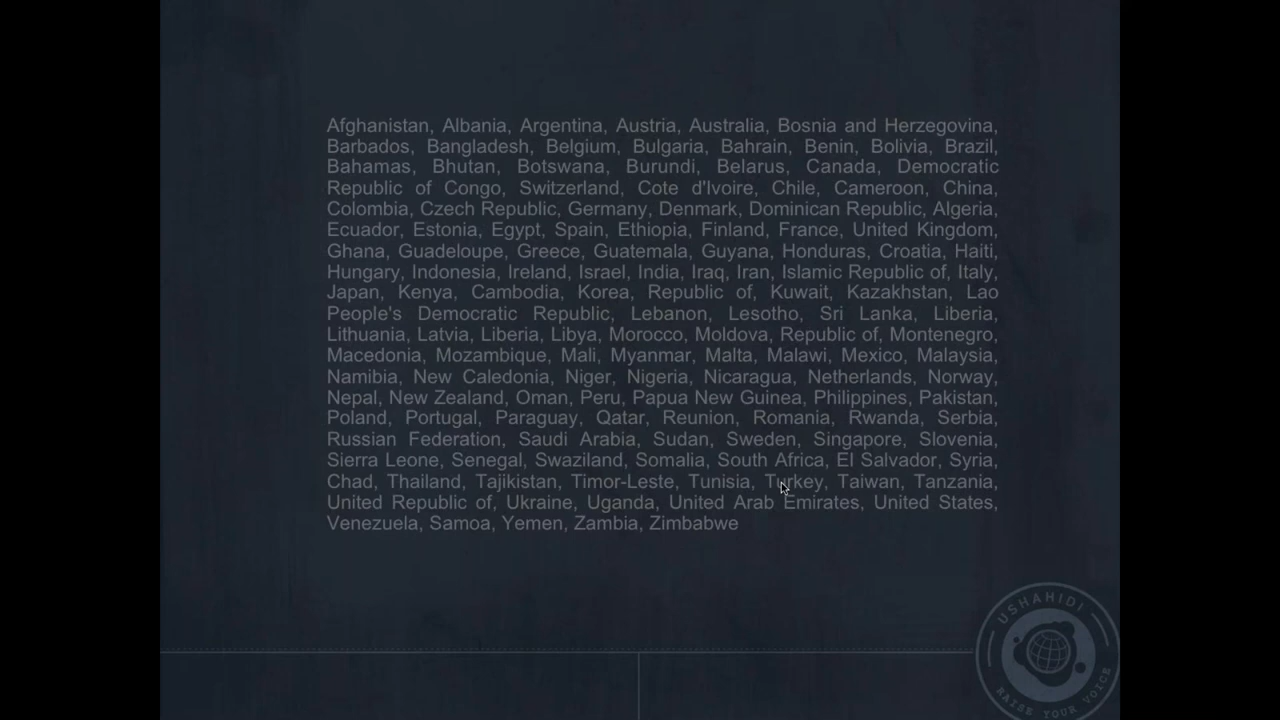 Afghanistan, Albania, Argentina, Austria, Australia, Bosnia and Herzegovina,
Barbados, Bangladesh, Belgium, Bulgaria, Bahrain, Benin, Bolivia, Brazil,
Bahamas, Bhutan, Botswana, Burundi, Belarus, Canada, Democratic
Republic of Congo, Switzerland, Cote d'Ivoire, Chile, Cameroon, China,
Colombia, Czech Republic, Germany, Denmark, Dominican Republic, Algeria,
Ecuador, Estonia, Egypt, Spain, Ethiopia, Finland, France, United Kingdom,
Ghana, Guadeloupe, Greece, Guatemala, Guyana, Honduras, Croatia, Haiti,
Hungary, Indonesia, Ireland, Israel, India, Iraq, Iran, Islamic Republic of, Italy,
Japan, Kenya, Cambodia, Korea, Republic of, Kuwait, Kazakhstan, Lao
People's Democratic Republic, Lebanon, Lesotho, Sri Lanka, Liberia,
Lithuania, Latvia, Liberia, Libya, Morocco, Moldova, Republic of, Montenegro,
Macedonia, Mozambique, Mali, Myanmar, Malta, Malawi, Mexico, Malaysia,
Namibia, New Caledonia, Niger, Nigeria, Nicaragua, Netherlands, Norway,
Nepal, New Zealand, Oman, Peru, Papua New Guinea, Philippines, Pakistan,
Poland, Portugal, Paraguay, Qatar, Reunion, Romania, Rwanda, Serbia,
Russian Federation, Saudi Arabia, Sudan, Sweden, Singapore, Slovenia,
Sierra Leone, Senegal, Swaziland, Somalia, South Africa, El Salvador, Syria,
Chad, Thailand, Tajikistan, Timor-Leste, Tunisia, Turkey, Taiwan, Tanzania,
United Republic of, Ukraine, Uganda, United Arab Emirates, United States,
Venezuela, Samoa, Yemen, Zambia, Zimbabwe
USHAHIDI
RAISE YOUR VOICE